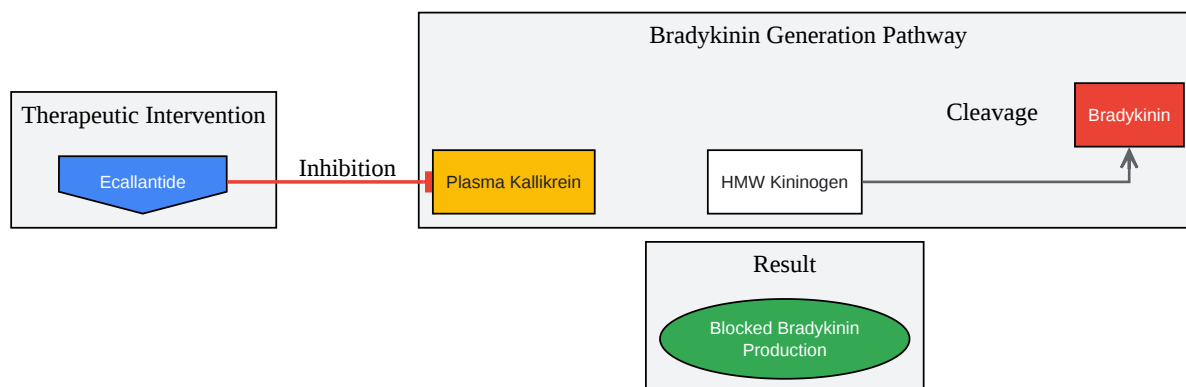 Bradykinin Generation Pathway
Therapeutic Intervention
Cleavage
Bradykinin
Ecallantide
Inhibition
Plasma Kallikrein
HMW Kininogen
Result
Blocked Bradykinin
Production